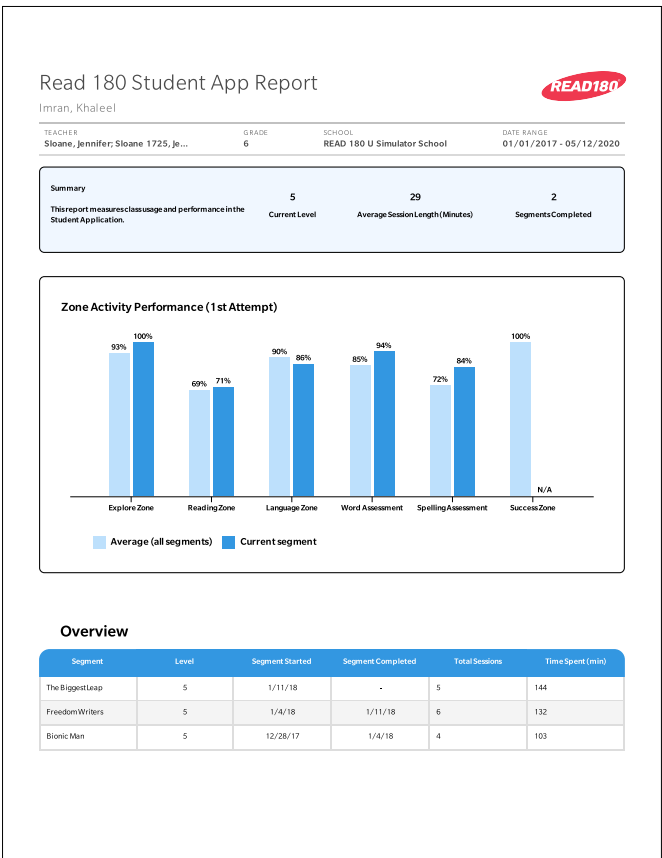 Read 180 Student App Report
READ180
Imran, Khaleel
TEACHER GRADE SCHOOL DATE RANGE
Sloane, Jennifer; Sloane 1725, Je... 6 READ 180 U Simulator School 01/01/2017 - 05/12/2020
Summary
5 29 2
This report measures class usage and performance in the
Student Application.
Current Level Average Session Length (Minutes) Segments Completed
Zone Activity Performance (1st Attempt)
93% 100% 69% 71% 90% 86% 85% 94% 72% 84% 100% N/A
Explore Zone Reading Zone Language Zone Word Assessment Spelling Assessment Success Zone
Average (all segments) Current segment
Overview
Segment Level Segment Started Segment Completed Total Sessions Time Spent (min)
The Biggest Leap 5 1/11/18 - 5 144
Freedom Writers 5 1/4/18 1/11/18 6 132
Bionic Man 5 12/28/17 1/4/18 4 103